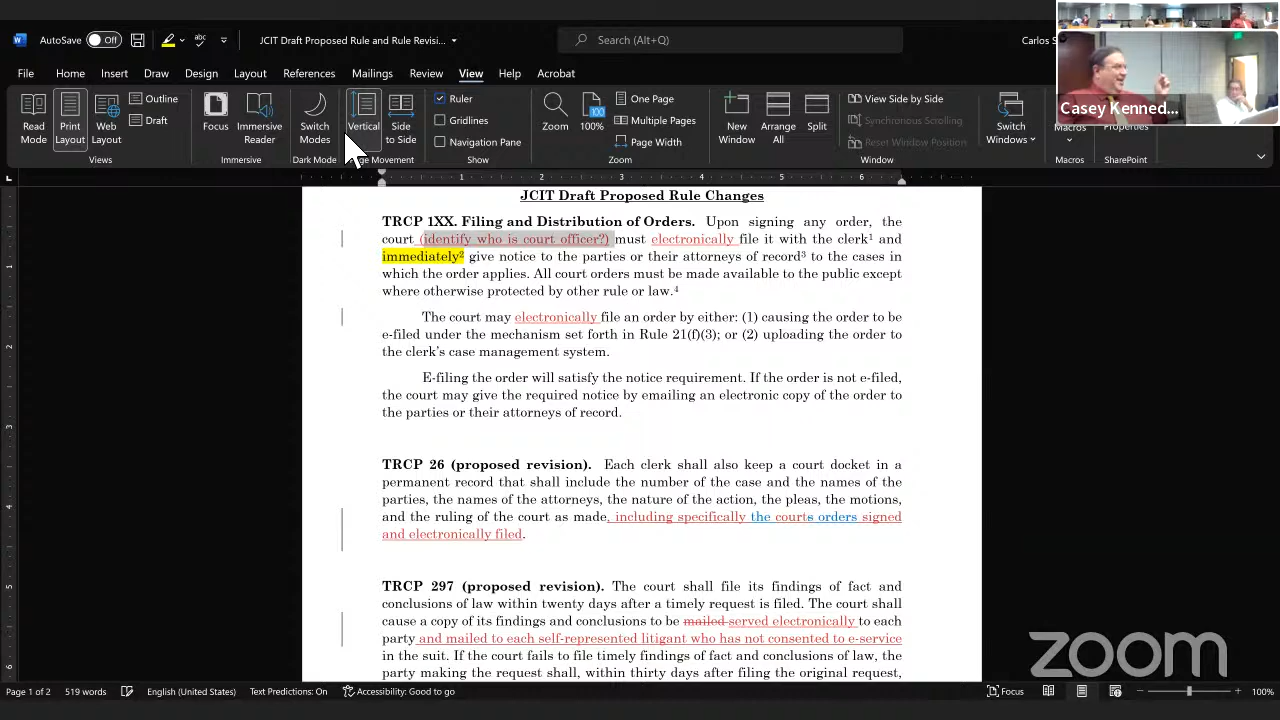 AutoSave Off JCIT Draft Proposed Rule and Rule Revisi... Search (Alt+Q) Carlos S
File Home Insert Draw Design Layout References Mailings Review View Help Acrobat
Casey Kenned...
Read Mode Print Layout Web Layout Outline Draft Focus Immersive Reader Switch Modes Vertical Side to Side Ruler Gridlines Navigation Pane Zoom 100% One Page Multiple Pages Page Width New Window Arrange All Split View Side by Side Synchronous Scrolling Reset Window Position Switch Windows Macros Properties
Views Immersive Dark Mode ge Movement Show Zoom Window Macros SharePoint
1 2 3 4 5 6
JCIT Draft Proposed Rule Changes
TRCP 1XX. Filing and Distribution of Orders. Upon signing any order, the
court (identify who is court officer?) must electronically file it with the clerk¹ and
immediately² give notice to the parties or their attorneys of record³ to the cases in
which the order applies. All court orders must be made available to the public except
where otherwise protected by other rule or law.⁴
The court may electronically file an order by either: (1) causing the order to be
e-filed under the mechanism set forth in Rule 21(f)(3); or (2) uploading the order to
the clerk's case management system.
E-filing the order will satisfy the notice requirement. If the order is not e-filed,
the court may give the required notice by emailing an electronic copy of the order to
the parties or their attorneys of record.
TRCP 26 (proposed revision). Each clerk shall also keep a court docket in a
permanent record that shall include the number of the case and the names of the
parties, the names of the attorneys, the nature of the action, the pleas, the motions,
and the ruling of the court as made, including specifically the courts orders signed
and electronically filed.
TRCP 297 (proposed revision). The court shall file its findings of fact and
conclusions of law within twenty days after a timely request is filed. The court shall
cause a copy of its findings and conclusions to be mailed served electronically to each
party and mailed to each self-represented litigant who has not consented to e-service
in the suit. If the court fails to file timely findings of fact and conclusions of law, the
party making the request shall, within thirty days after filing the original request,
zoom
Page 1 of 2 519 words English (United States) Text Predictions: On Accessibility: Good to go Focus 100%